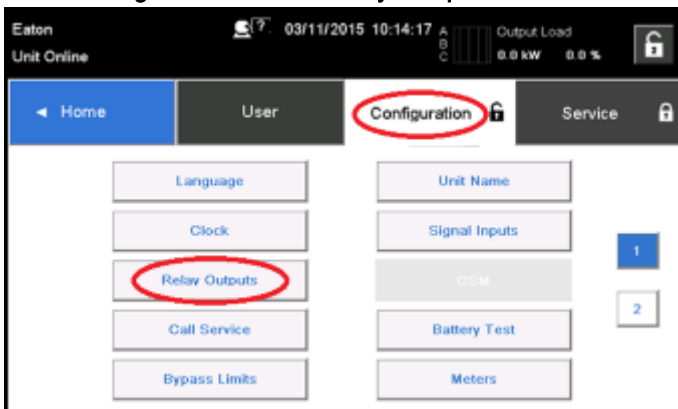 Eaton
Unit Online
? 03/11/2015 10:14:17
A
B
C
Output Load
0.0 kW 0.0 %
◄ Home
User
Configuration
Service
Language
Unit Name
Clock
Signal Inputs
1
Relay Outputs
GSM
2
Call Service
Battery Test
Bypass Limits
Meters